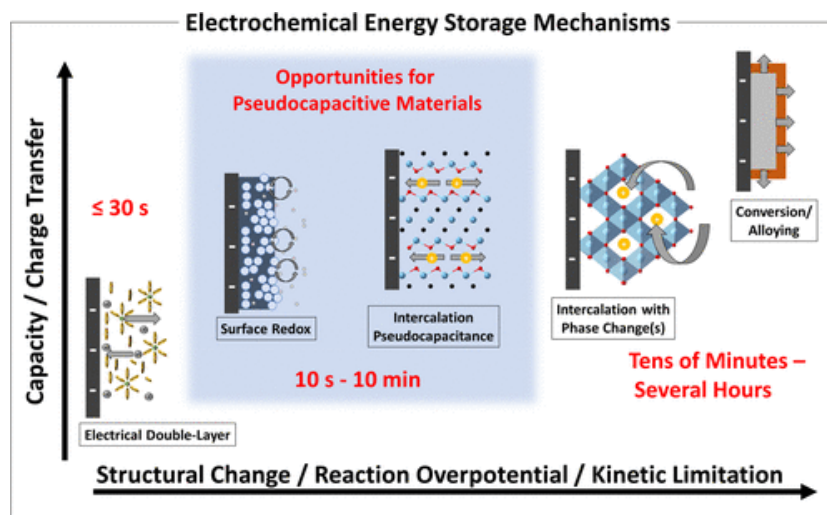 Electrochemical Energy Storage Mechanisms
Opportunities for
Pseudocapacitive Materials
Capacity / Charge Transfer
≤ 30 s
Conversion/
Alloying
Surface Redox
Intercalation
Pseudocapacitance
Intercalation with
Phase Change(s)
10 s - 10 min
Tens of Minutes –
Several Hours
Electrical Double-Layer
Structural Change / Reaction Overpotential / Kinetic Limitation